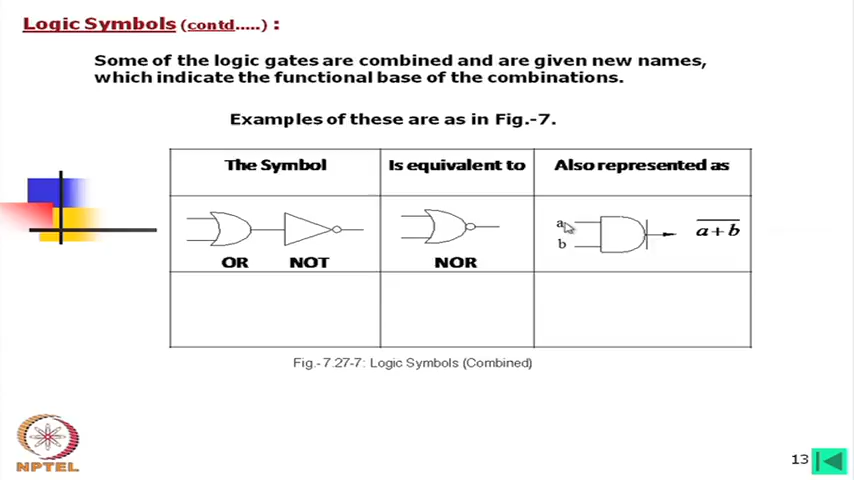 Logic Symbols (contd.....) :
Some of the logic gates are combined and are given new names,
which indicate the functional base of the combinations.
Examples of these are as in Fig.-7.
The Symbol Is equivalent to Also represented as
a
b
a+b
OR NOT NOR
Fig.-7.27-7: Logic Symbols (Combined)
NPTEL
13